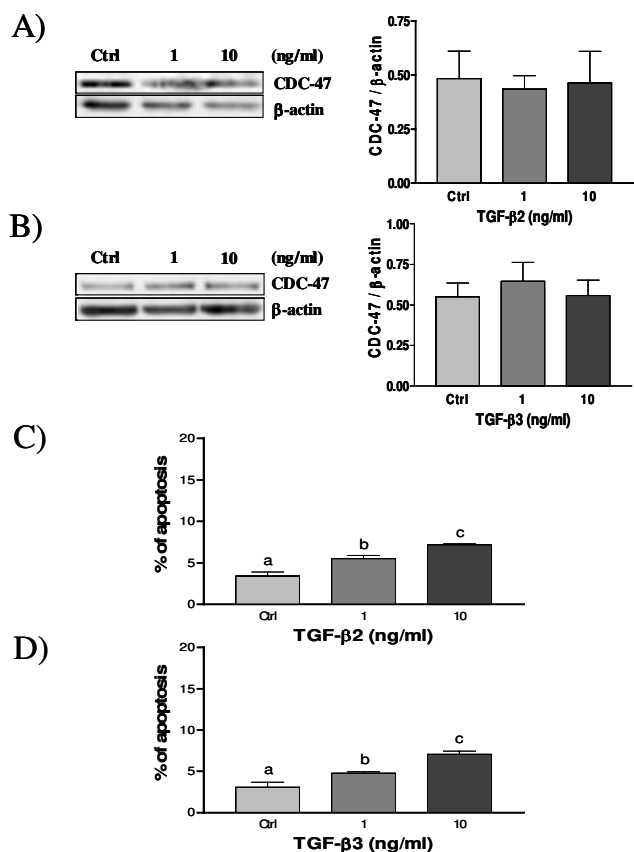 A)
Ctrl 1 10 (ng/ml)
CDC-47
β-actin
CDC-47 / β-actin
0.75
0.50
0.25
0.00
Ctrl 1 10
TGF-β2 (ng/ml)
B)
Ctrl 1 10 (ng/ml)
CDC-47
β-actin
CDC-47 / β-actin
1.00
0.75
0.50
0.25
0.00
Ctrl 1 10
TGF-β3 (ng/ml)
C)
% of apoptosis
20
15
10
5
0
a b c
Ctrl 1 10
TGF-β2 (ng/ml)
D)
% of apoptosis
20
15
10
5
0
a b c
Ctrl 1 10
TGF-β3 (ng/ml)